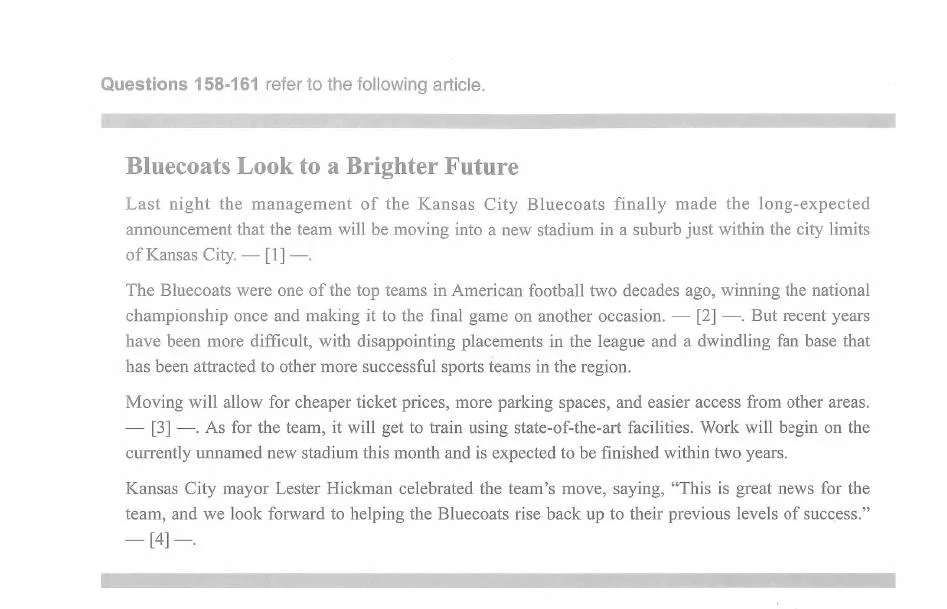 Questions 158-161 refer to the following article.
Bluecoats Look to a Brighter Future
Last night the management of the Kansas City Bluecoats finally made the long-expected
announcement that the team will be moving into a new stadium in a suburb just within the city limits
of Kansas City. — [1] —.
The Bluecoats were one of the top teams in American football two decades ago, winning the national
championship once and making it to the final game on another occasion. — [2] —. But recent years
have been more difficult, with disappointing placements in the league and a dwindling fan base that
has been attracted to other more successful sports teams in the region.
Moving will allow for cheaper ticket prices, more parking spaces, and easier access from other areas.
— [3] —. As for the team, it will get to train using state-of-the-art facilities. Work will begin on the
currently unnamed new stadium this month and is expected to be finished within two years.
Kansas City mayor Lester Hickman celebrated the team's move, saying, “This is great news for the
team, and we look forward to helping the Bluecoats rise back up to their previous levels of success.”
— [4] —.